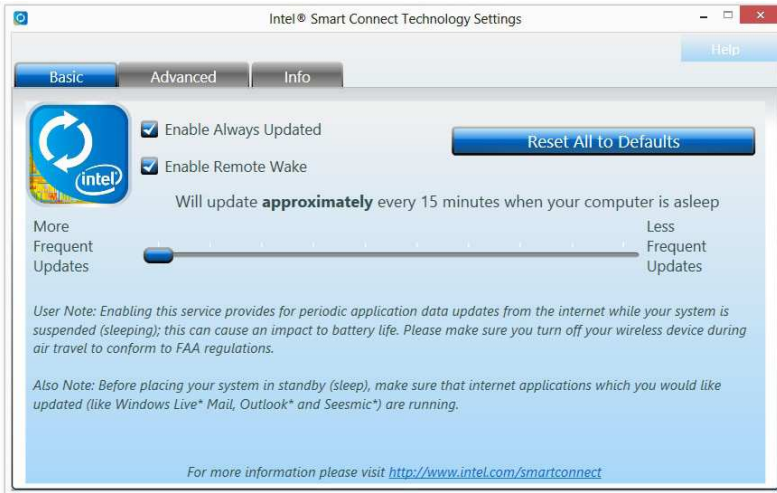 Intel® Smart Connect Technology Settings
Help
Basic Advanced Info
Enable Always Updated
Enable Remote Wake
Reset All to Defaults
(intel)
Will update approximately every 15 minutes when your computer is asleep
More
Frequent
Updates
Less
Frequent
Updates
User Note: Enabling this service provides for periodic application data updates from the internet while your system is
suspended (sleeping); this can cause an impact to battery life. Please make sure you turn off your wireless device during
air travel to conform to FAA regulations.
Also Note: Before placing your system in standby (sleep), make sure that internet applications which you would like
updated (like Windows Live* Mail, Outlook* and Seesmic*) are running.
For more information please visit http://www.intel.com/smartconnect